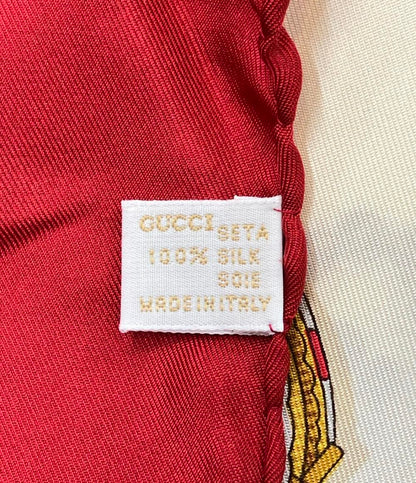 GUCCI SETA
100% SILK
SOIE
MADE IN ITALY